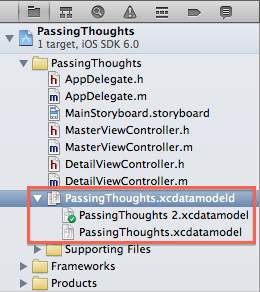 PassingThoughts
1 target, iOS SDK 6.0
PassingThoughts
AppDelegate.h
AppDelegate.m
MainStoryboard.storyboard
MasterViewController.h
MasterViewController.m
DetailViewController.h
DetailViewController.m
PassingThoughts.xcdatamodeld
PassingThoughts 2.xcdatamodel
PassingThoughts.xcdatamodel
Supporting Files
Frameworks
Products